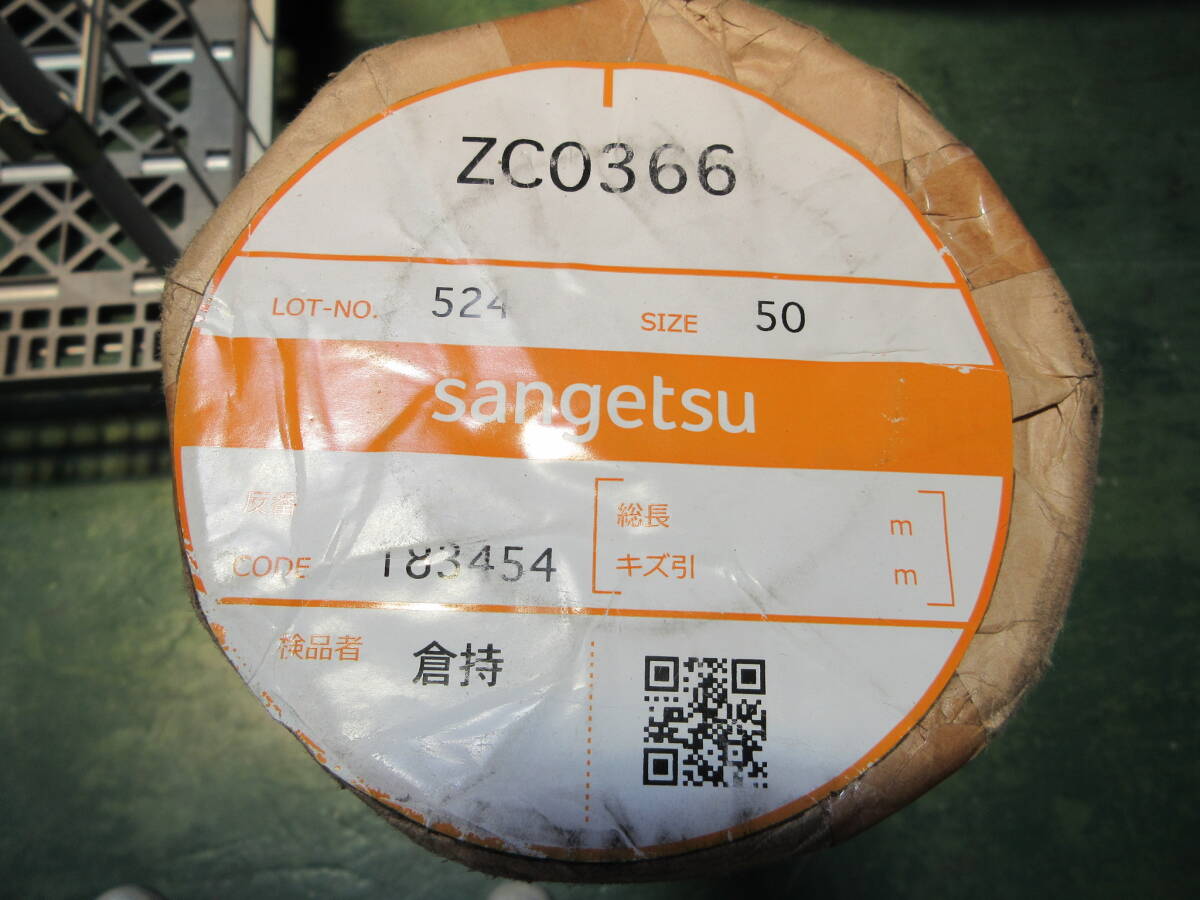 ZC0366
LOT-NO. 524 SIZE 50
sangetsu
反番
総長 m
CODE 183454 キズ引 m
検品者 倉持